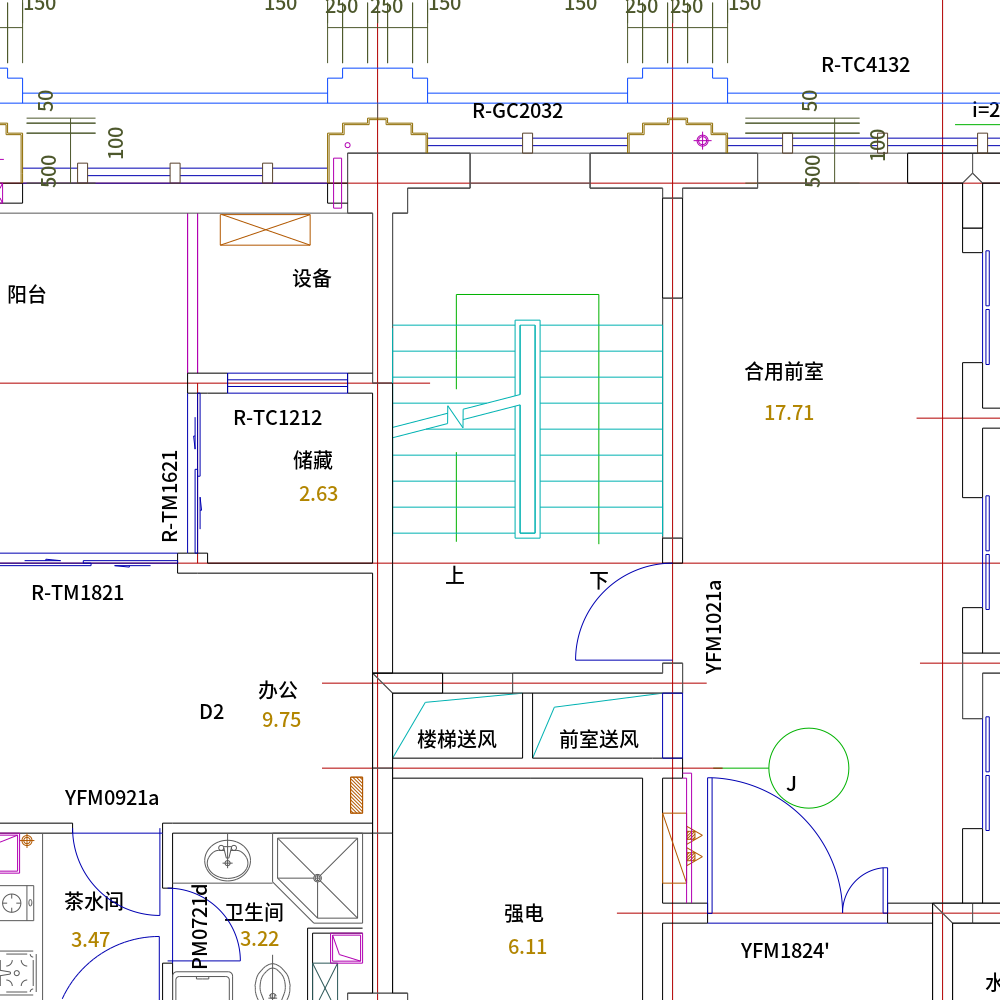 150
150
250
250
150
150
250
250
150
R-TC4132
50
R-GC2032
50
i=2
100
100
500
500
设备
阳台
合用前室
17.71
R-TC1212
储藏
2.63
R-TM1621
上
下
R-TM1821
YFM1021a
办公
9.75
D2
楼梯送风
前室送风
J
YFM0921a
茶水间
3.47
PM0721d
卫生间
3.22
强电
6.11
YFM1824'